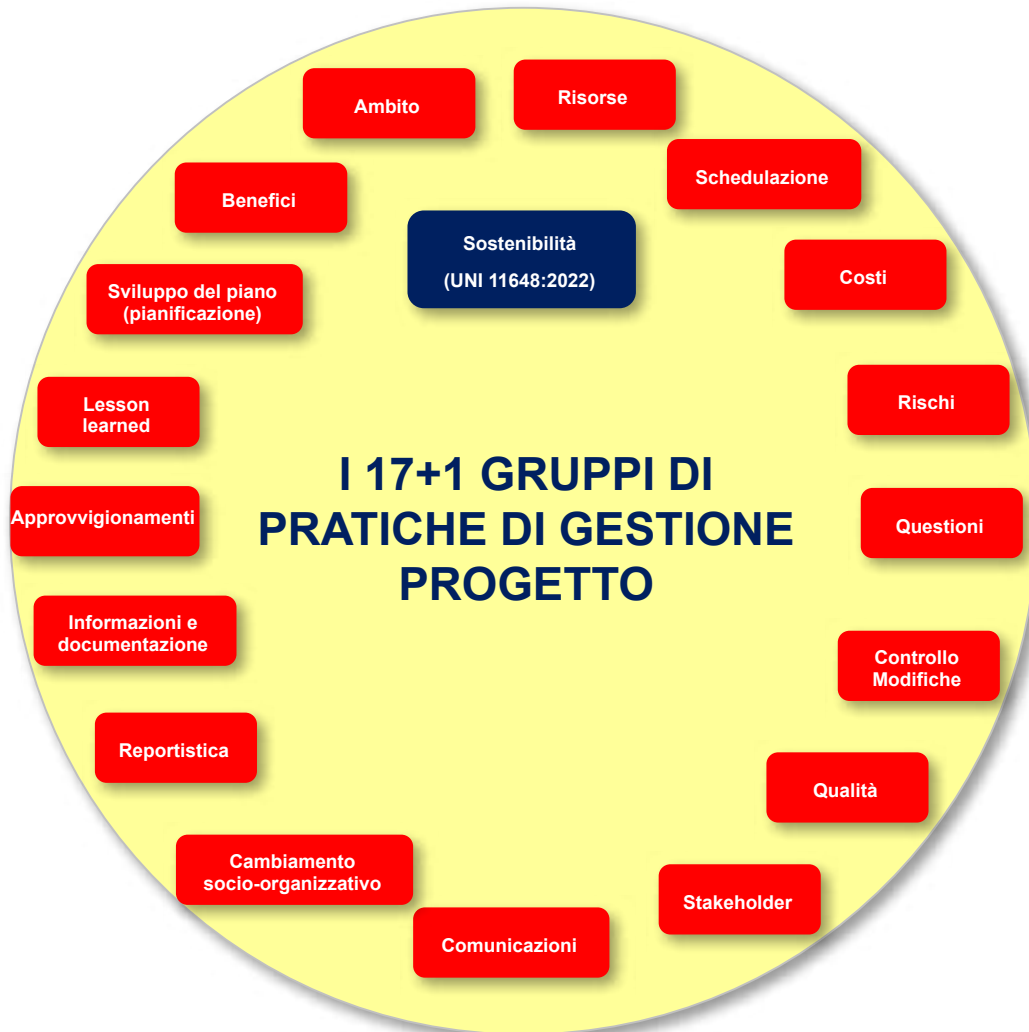 Ambito
Risorse
Schedulazione
Benefici
Sostenibilità
(UNI 11648:2022)
Costi
Sviluppo del piano
(pianificazione)
Rischi
Lesson
learned
I 17+1 GRUPPI DI
PRATICHE DI GESTIONE
PROGETTO
Approvvigionamenti
Questioni
Informazioni e
documentazione
Controllo
Modifiche
Reportistica
Qualità
Cambiamento
socio-organizzativo
Stakeholder
Comunicazioni